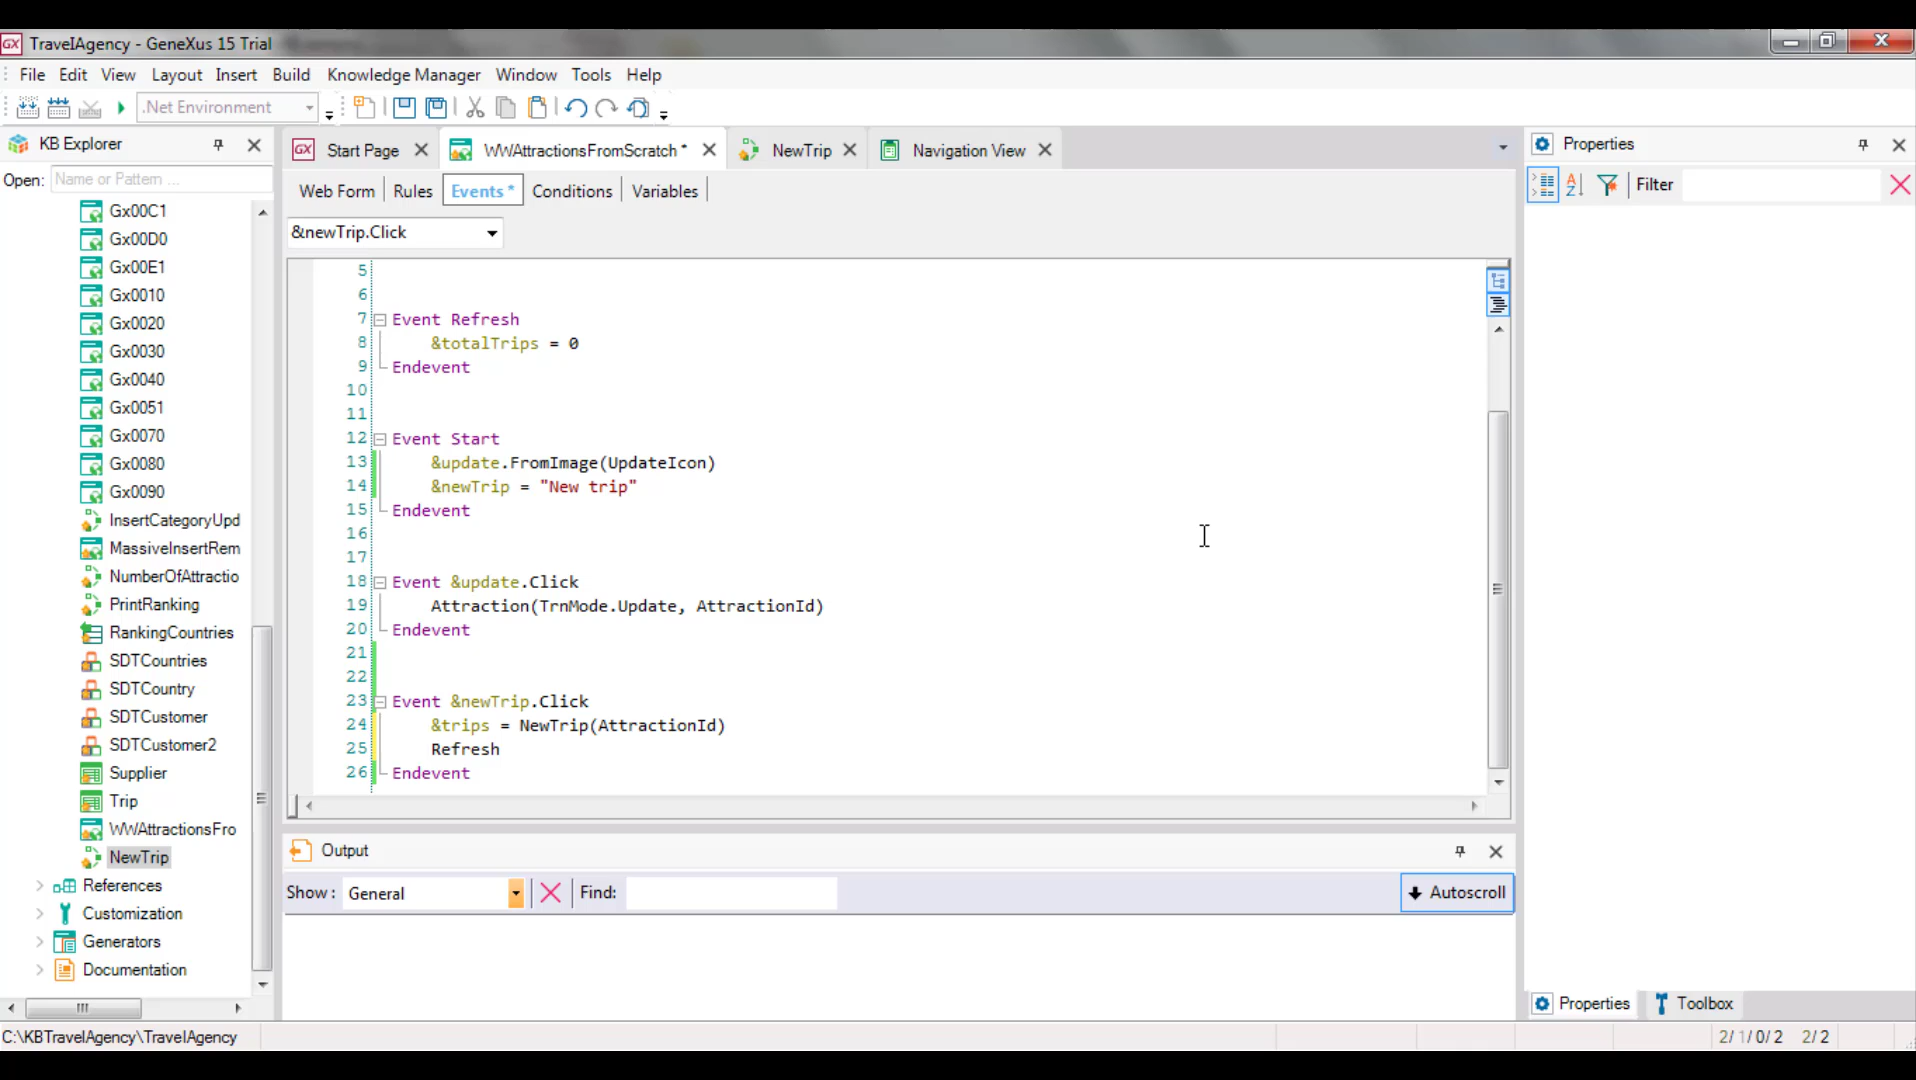 TravelAgency - GeneXus 15 Trial
File Edit View Layout Insert Build Knowledge Manager Window Tools Help
.Net Environment
KB Explorer
Open: Name or Pattern ...
Gx00C1
Gx00D0
Gx00E1
Gx0010
Gx0020
Gx0030
Gx0040
Gx0051
Gx0070
Gx0080
Gx0090
InsertCategoryUpd
MassiveInsertRem
NumberOfAttractio
PrintRanking
RankingCountries
SDTCountries
SDTCountry
SDTCustomer
SDTCustomer2
Supplier
Trip
WWAttractionsFro
NewTrip
References
Customization
Generators
Documentation
Start Page WWAttractionsFromScratch * NewTrip Navigation View
Web Form Rules Events * Conditions Variables
&newTrip.Click
5
6
7 Event Refresh
8 &totalTrips = 0
9 Endevent
10
11
12 Event Start
13 &update.FromImage(UpdateIcon)
14 &newTrip = "New trip"
15 Endevent
16
17
18 Event &update.Click
19 Attraction(TrnMode.Update, AttractionId)
20 Endevent
21
22
23 Event &newTrip.Click
24 &trips = NewTrip(AttractionId)
25 Refresh
26 Endevent
Output
Show : General Find: Autoscroll
Properties
Filter
Properties Toolbox
C:\KBTravelAgency\TravelAgency
2/ 1/ 0/ 2 2/ 2